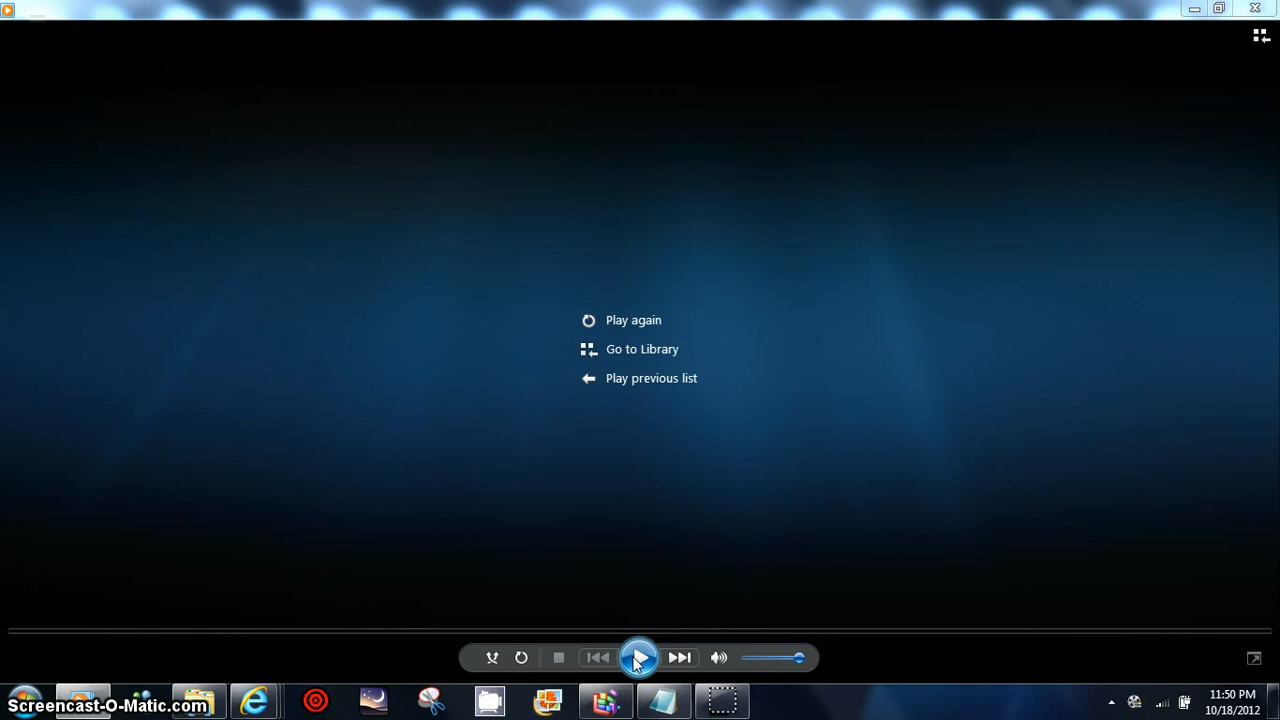 Play again
Go to Library
Play previous list
Screencast-O-Matic.com
11:50 PM
10/18/2012